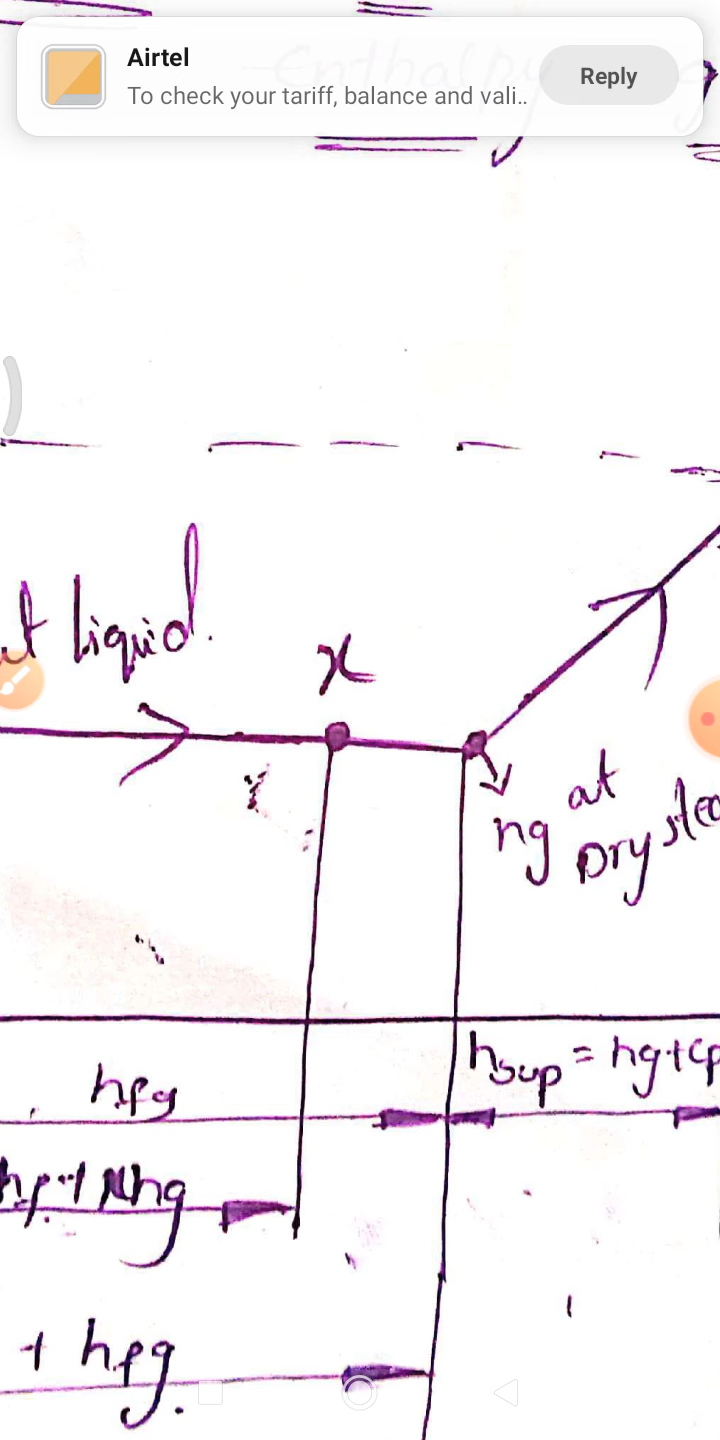 Airtel
Reply
To check your tariff, balance and vali..
Enthalpy
liquid.
x
hg at
Dry stea
hsup = hg+Cp
hfg
hf+xhg
+ hfg.